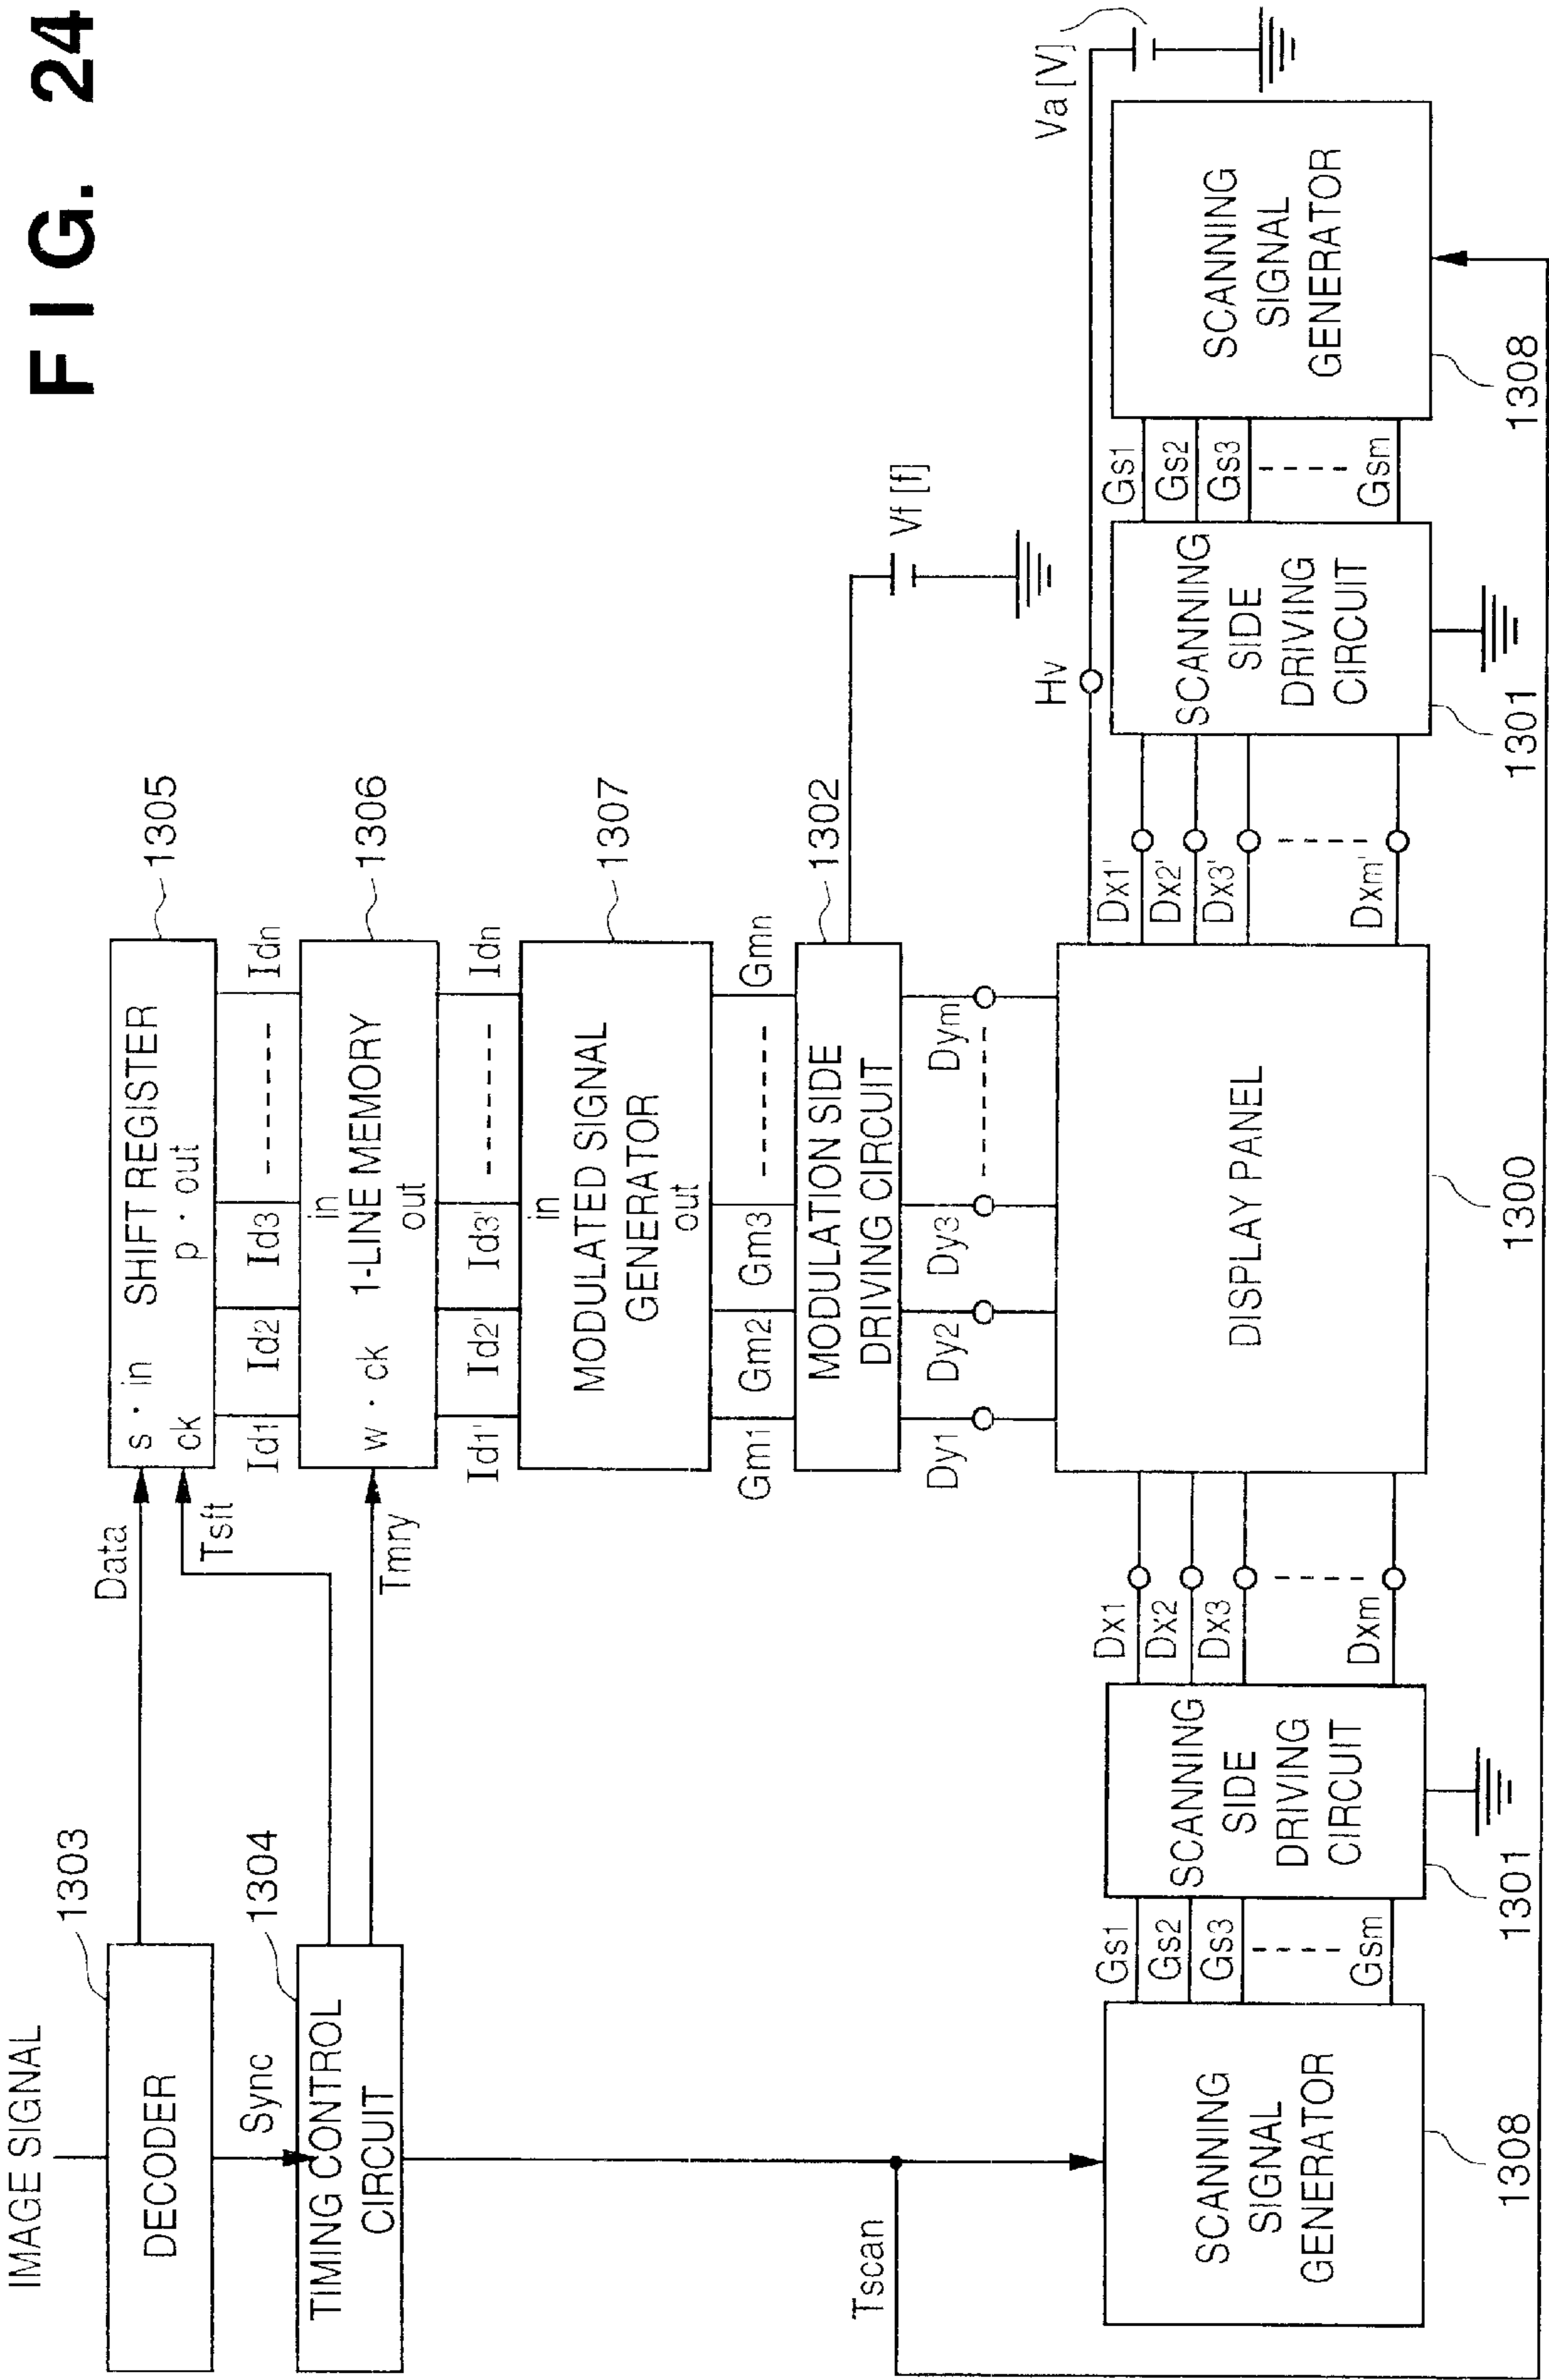 FIG. 24
IMAGE SIGNAL
DECODER
1303
Sync
TIMING CONTROL
CIRCUIT
1304
Data
Tsft
Tmry
s · in
SHIFT REGISTER
ck
p · out
1305
Id1
Id2
Id3
Idn
in
w · ck
1-LINE MEMORY
out
1306
Id1'
Id2'
Id3'
Idn
in
MODULATED SIGNAL
GENERATOR
out
1307
Gm1
Gm2
Gm3
Gmn
MODULATION SIDE
DRIVING CIRCUIT
1302
Vf [f]
Dy1
Dy2
Dy3
Dym
Tscan
SCANNING
SIGNAL
GENERATOR
1308
Gs1
Gs2
Gs3
Gsm
SCANNING
SIDE
DRIVING
CIRCUIT
1301
Dx1
Dx2
Dx3
Dxm
DISPLAY PANEL
1300
Dx1'
Dx2'
Dx3'
Dxm'
Hv
Va [V]
SCANNING
SIDE
DRIVING
CIRCUIT
1301
Gs1
Gs2
Gs3
Gsm
SCANNING
SIGNAL
GENERATOR
1308